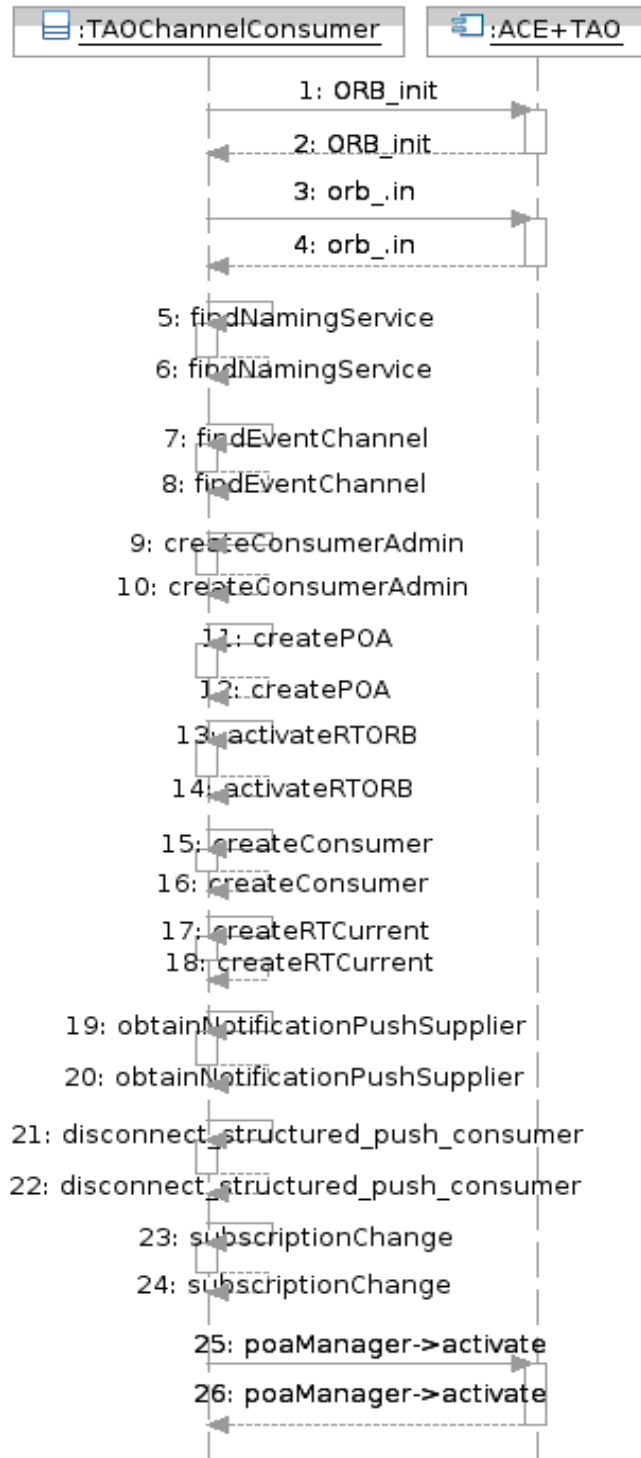 :TAOChannelConsumer
:ACE+TAO
1: ORB_init
2: ORB_init
3: orb_.in
4: orb_.in
5: findNamingService
6: findNamingService
7: findEventChannel
8: findEventChannel
9: createConsumerAdmin
10: createConsumerAdmin
11: createPOA
12: createPOA
13: activateRTORB
14: activateRTORB
15: createConsumer
16: createConsumer
17: createRTCurrent
18: createRTCurrent
19: obtainNotificationPushSupplier
20: obtainNotificationPushSupplier
21: disconnect_structured_push_consumer
22: disconnect_structured_push_consumer
23: subscriptionChange
24: subscriptionChange
25: poaManager->activate
26: poaManager->activate